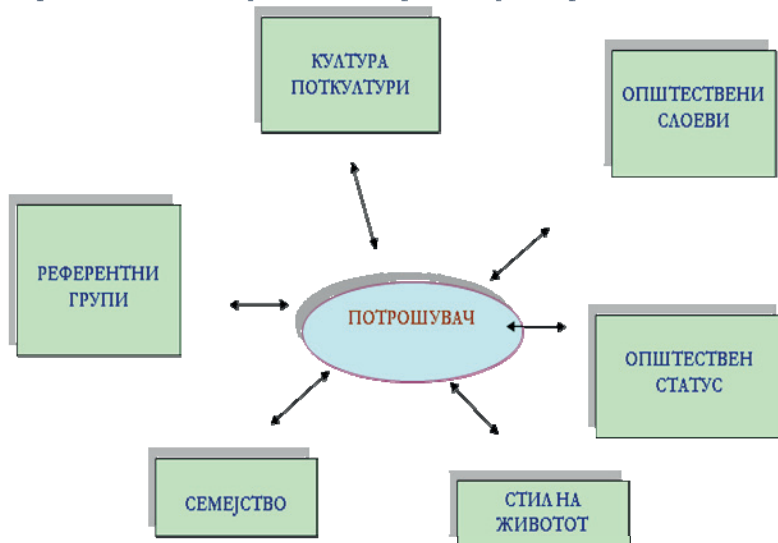 КУЛТУРА
ПОТКУЛТУРИ
ОПШТЕСТВЕНИ
СЛОЕВИ
РЕФЕРЕНТНИ
ГРУПИ
ПОТРОШУВАЧ
ОПШТЕСТВЕН
СТАТУС
СЕМЕЈСТВО
СТИЛ НА
ЖИВОТОТ